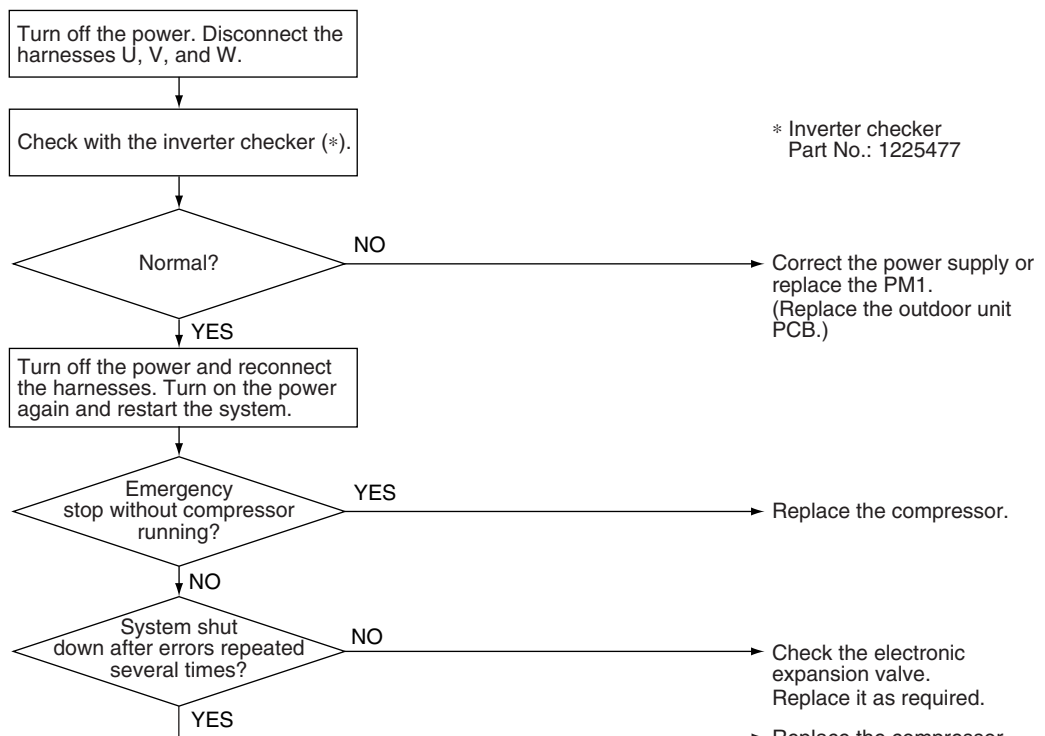 Turn off the power. Disconnect the
harnesses U, V, and W.
Check with the inverter checker (*).
* Inverter checker
Part No.: 1225477
Normal?
NO
Correct the power supply or
replace the PM1.
(Replace the outdoor unit
PCB.)
YES
Turn off the power and reconnect
the harnesses. Turn on the power
again and restart the system.
Emergency
stop without compressor
running?
YES
Replace the compressor.
NO
System shut
down after errors repeated
several times?
NO
Check the electronic
expansion valve.
Replace it as required.
YES
Replace the compressor